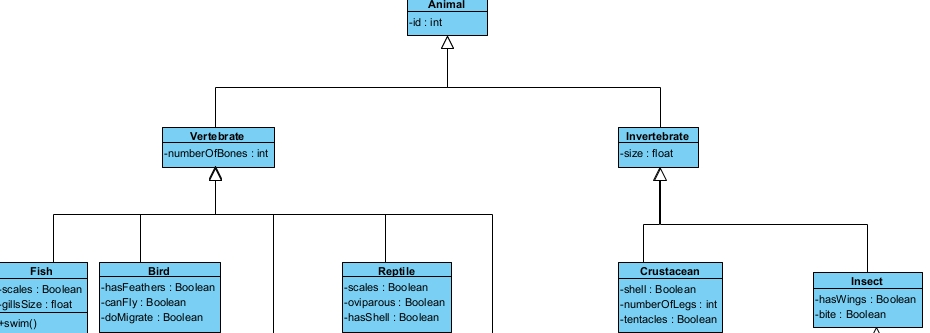 Animal
-id : int
Vertebrate
-numberOfBones : int
Invertebrate
-size : float
Fish
-scales : Boolean
-gillsSize : float
+swim()
Bird
-hasFeathers : Boolean
-canFly : Boolean
-doMigrate : Boolean
Reptile
-scales : Boolean
-oviparous : Boolean
-hasShell : Boolean
Crustacean
-shell : Boolean
-numberOfLegs : int
-tentacles : Boolean
Insect
-hasWings : Boolean
-bite : Boolean